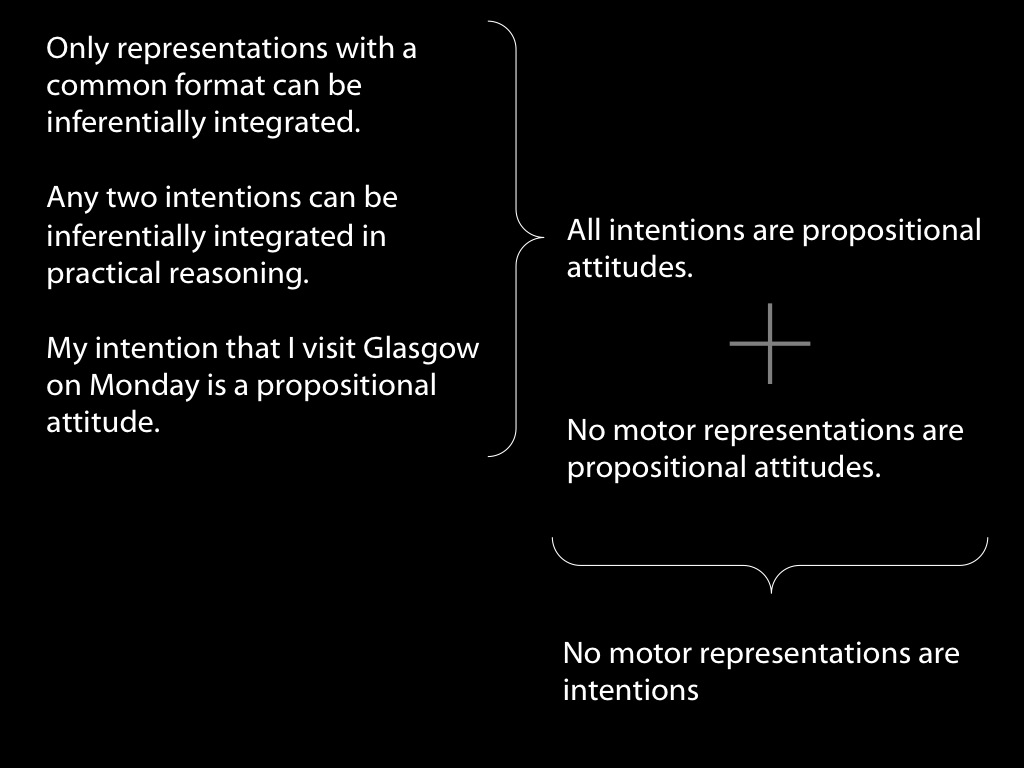 Only representations with a
common format can be
inferentially integrated.
Any two intentions can be
inferentially integrated in
practical reasoning.
My intention that I visit Glasgow
on Monday is a propositional
attitude.
All intentions are propositional
attitudes.
No motor representations are
propositional attitudes.
No motor representations are
intentions